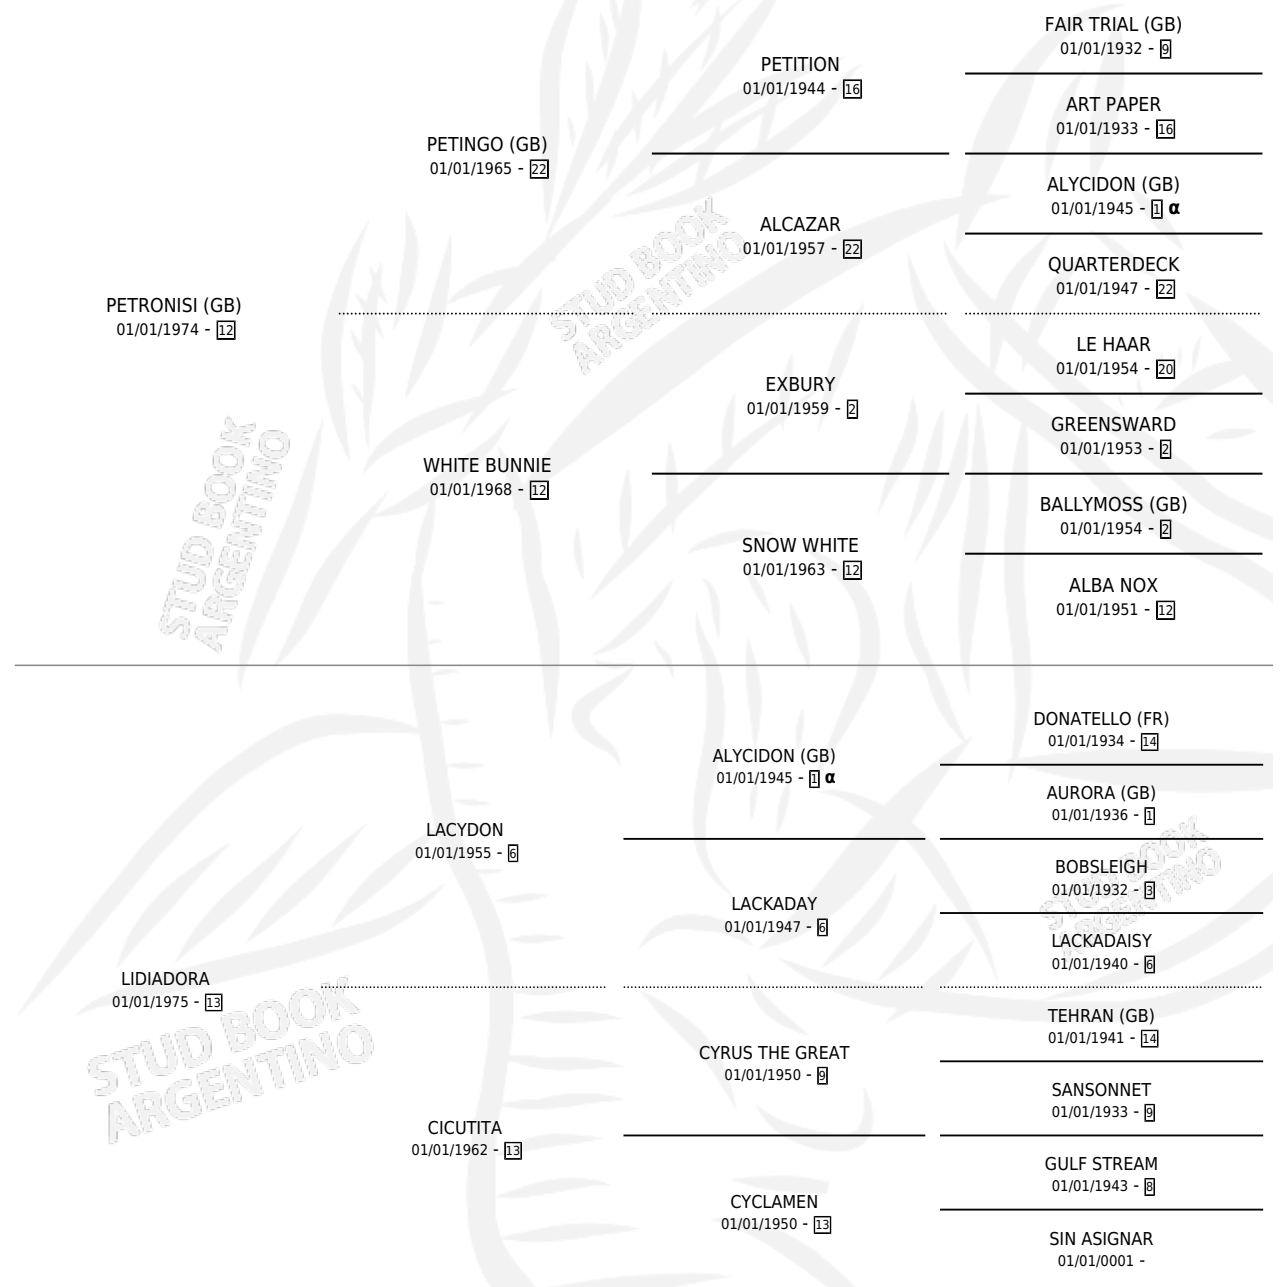 FAIR TRIAL (GB)
01/01/1932 - 9
PETITION
01/01/1944 - 16
ART PAPER
01/01/1933 - 16
PETINGO (GB)
01/01/1965 - 22
ALYCIDON (GB)
01/01/1945 - 1 α
ALCAZAR
01/01/1957 - 22
QUARTERDECK
01/01/1947 - 22
PETRONISI (GB)
01/01/1974 - 12
LE HAAR
01/01/1954 - 20
EXBURY
01/01/1959 - 2
GREENSWARD
01/01/1953 - 2
WHITE BUNNIE
01/01/1968 - 12
BALLYMOSS (GB)
01/01/1954 - 2
SNOW WHITE
01/01/1963 - 12
ALBA NOX
01/01/1951 - 12
STUD BOOK
ARGENTINO
STUD BOOK
ARGENTINO
DONATELLO (FR)
01/01/1934 - 14
ALYCIDON (GB)
01/01/1945 - 1 α
AURORA (GB)
01/01/1936 - 1
LACYDON
01/01/1955 - 6
BOBSLEIGH
01/01/1932 - 3
LACKADAY
01/01/1947 - 6
LACKADAISY
01/01/1940 - 6
LIDIADORA
01/01/1975 - 13
TEHRAN (GB)
01/01/1941 - 14
CYRUS THE GREAT
01/01/1950 - 9
SANSONNET
01/01/1933 - 9
CICUTITA
01/01/1962 - 13
GULF STREAM
01/01/1943 - 8
CYCLAMEN
01/01/1950 - 13
SIN ASIGNAR
01/01/0001 -
STUD BOOK
ARGENTINO
STUD BOOK
ARGENTINO